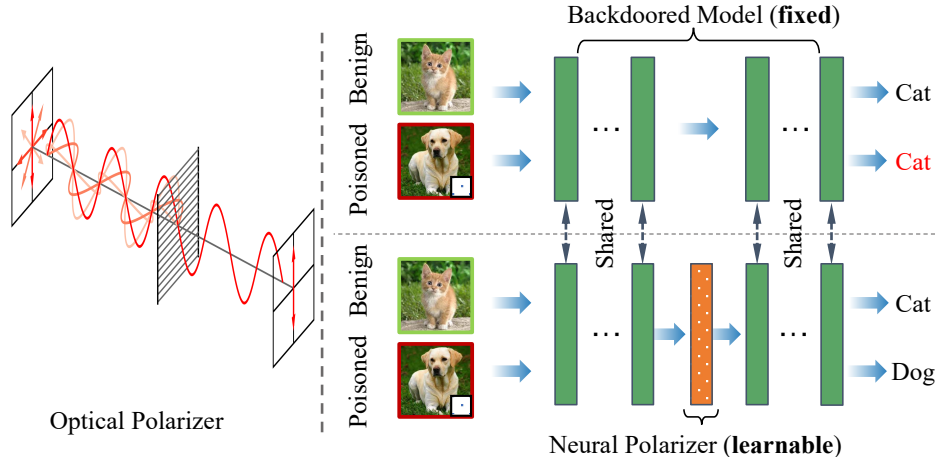 Backdoored Model (fixed)
Benign
Poisoned
...
...
Cat
Cat
Shared
Shared
Benign
Poisoned
...
...
Cat
Dog
Optical Polarizer
Neural Polarizer (learnable)